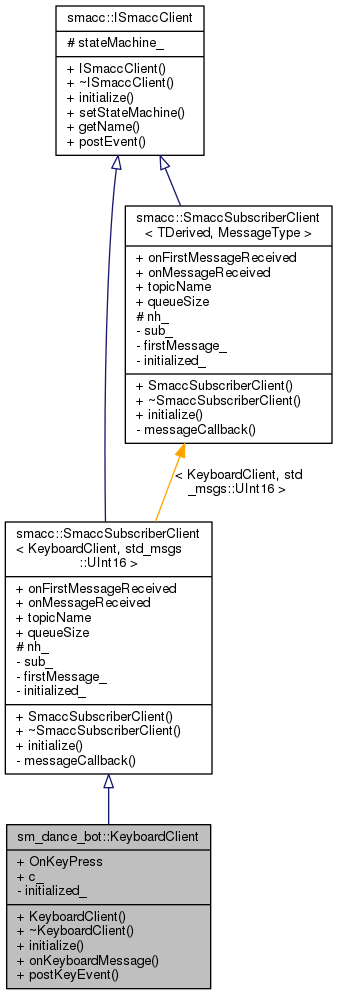 smacc::ISmaccClient
# stateMachine_
+ ISmaccClient()
+ ~ISmaccClient()
+ initialize()
+ setStateMachine()
+ getName()
+ postEvent()
smacc::SmaccSubscriberClient
< TDerived, MessageType >
+ onFirstMessageReceived
+ onMessageReceived
+ topicName
+ queueSize
# nh_
- sub_
- firstMessage_
- initialized_
+ SmaccSubscriberClient()
+ ~SmaccSubscriberClient()
+ initialize()
- messageCallback()
< KeyboardClient, std
_msgs::UInt16 >
smacc::SmaccSubscriberClient
< KeyboardClient, std_msgs
::UInt16 >
+ onFirstMessageReceived
+ onMessageReceived
+ topicName
+ queueSize
# nh_
- sub_
- firstMessage_
- initialized_
+ SmaccSubscriberClient()
+ ~SmaccSubscriberClient()
+ initialize()
- messageCallback()
sm_dance_bot::KeyboardClient
+ OnKeyPress
+ c_
- initialized_
+ KeyboardClient()
+ ~KeyboardClient()
+ initialize()
+ onKeyboardMessage()
+ postKeyEvent()